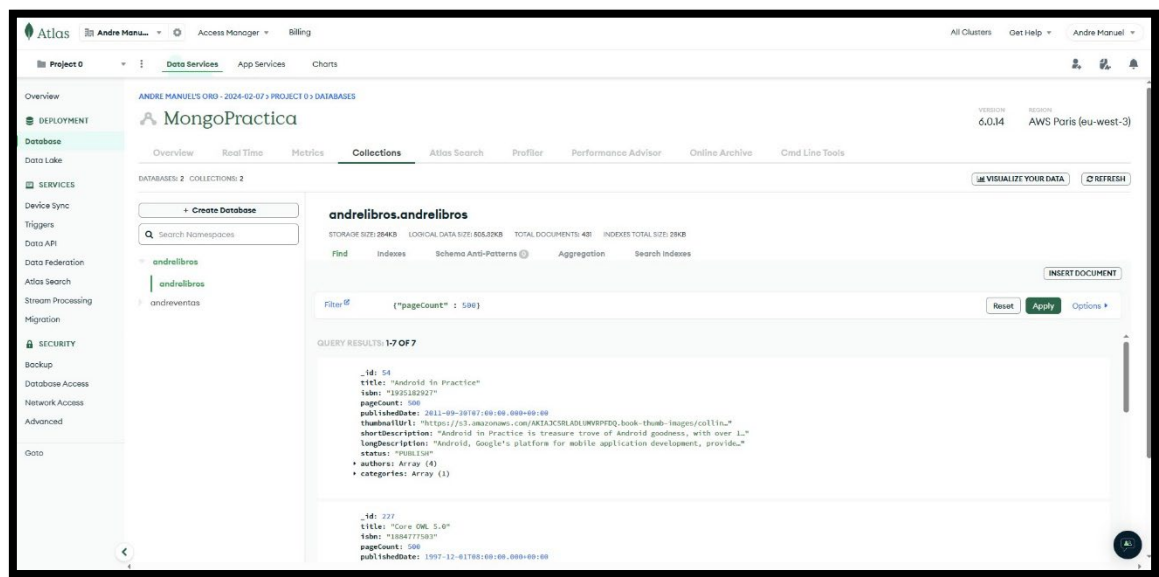 Atlas Andre Manu... Access Manager Billing All Clusters Get Help Andre Manuel
Project 0 Data Services App Services Charts
Overview
DEPLOYMENT
Database
Data Lake
SERVICES
Device Sync
Triggers
Data API
Data Federation
Atlas Search
Stream Processing
Migration
SECURITY
Backup
Database Access
Network Access
Advanced
Goto
ANDRE MANUEL'S ORG - 2024-02-07 > PROJECT 0 > DATABASES
MongoPractica
VERSION REGION
6.0.14 AWS Paris (eu-west-3)
Overview Real Time Metrics Collections Atlas Search Profiler Performance Advisor Online Archive Cmd Line Tools
DATABASES: 2 COLLECTIONS: 2
VISUALIZE YOUR DATA REFRESH
+ Create Database
Search Namespaces
andrelibros
andrelibros
andreventas
andrelibros.andrelibros
STORAGE SIZE: 284KB LOGICAL DATA SIZE: TOTAL DOCUMENTS: 431 INDEXES TOTAL SIZE: 28KB
Find Indexes Schema Anti-Patterns 0 Aggregation Search Indexes
INSERT DOCUMENT
Filter {"pageCount" : 500} Reset Apply Options
QUERY RESULTS: 1-7 OF 7
_id: 54
title: "Android in Practice"
isbn: "1935182927"
pageCount: 500
publishedDate: 2011-09-30T07:00:00.000+00:00
thumbnailUrl: "https://s3.amazonaws.com/AKIAJC5RLADLUMVRPFDQ.book-thumb-images/collin…"
shortDescription: "Android in Practice is treasure trove of Android goodness, with over 1…"
longDescription: "Android, Google's platform for mobile application development, provide…"
status: "PUBLISH"
authors: Array (4)
categories: Array (1)
_id: 227
title: "Core OWL 5.0"
isbn: "1884777503"
pageCount: 500
publishedDate: 1997-12-01T08:00:00.000+00:00